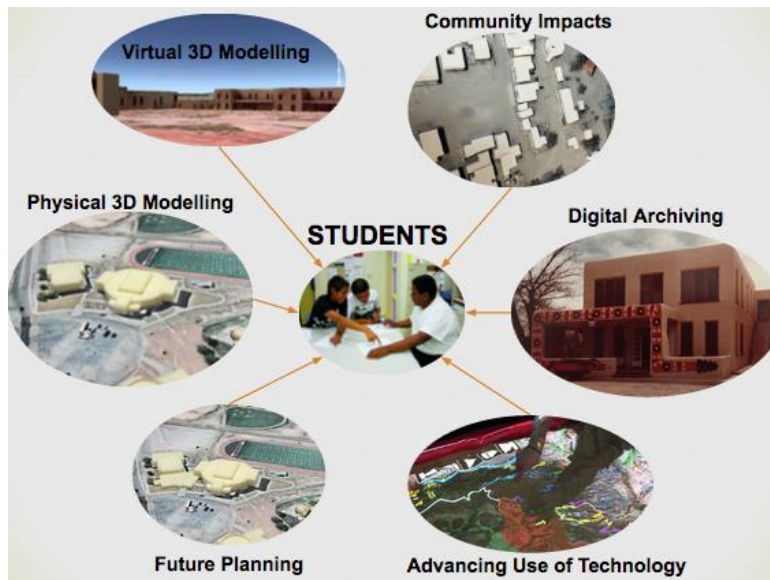 Community Impacts
Virtual 3D Modelling
Physical 3D Modelling
Digital Archiving
STUDENTS
Future Planning
Advancing Use of Technology